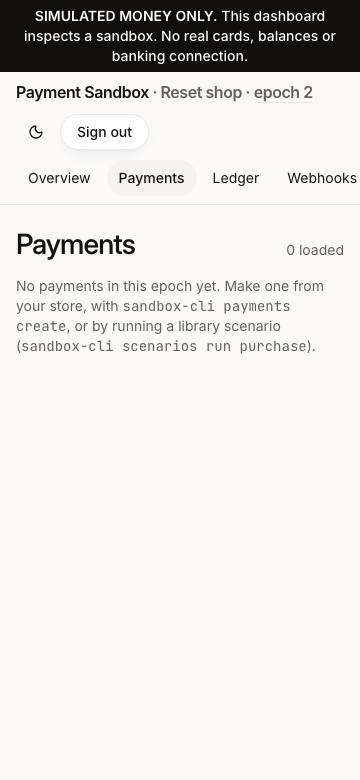 SIMULATED MONEY ONLY. This dashboard
inspects a sandbox. No real cards, balances or
banking connection.
Payment Sandbox · Reset shop · epoch 2
Sign out
Overview Payments Ledger Webhooks
Payments
0 loaded
No payments in this epoch yet. Make one from
your store, with sandbox-cli payments
create, or by running a library scenario
(sandbox-cli scenarios run purchase).